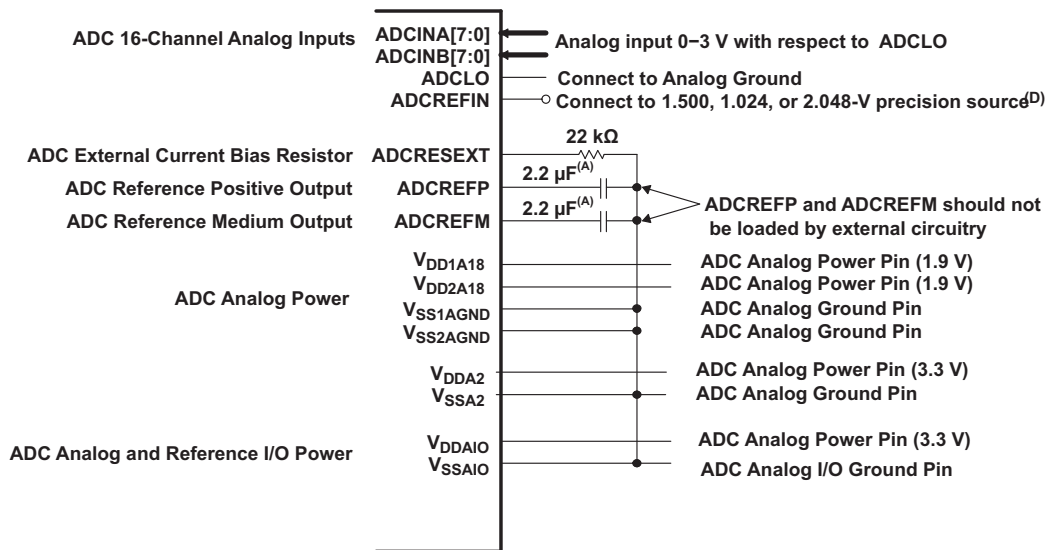 ADC 16-Channel Analog Inputs ADCINA[7:0] Analog input 0−3 V with respect to ADCLO
ADCINB[7:0]
ADCLO Connect to Analog Ground
ADCREFIN Connect to 1.500, 1.024, or 2.048-V precision source(D)
22 kΩ
ADC External Current Bias Resistor ADCRESEXT
2.2 µF(A)
ADC Reference Positive Output ADCREFP
2.2 µF(A)
ADC Reference Medium Output ADCREFM
ADCREFP and ADCREFM should not
be loaded by external circuitry
VDD1A18 ADC Analog Power Pin (1.9 V)
VDD2A18 ADC Analog Power Pin (1.9 V)
ADC Analog Power
VSS1AGND ADC Analog Ground Pin
VSS2AGND ADC Analog Ground Pin
VDDA2 ADC Analog Power Pin (3.3 V)
VSSA2 ADC Analog Ground Pin
ADC Analog and Reference I/O Power
VDDAIO ADC Analog Power Pin (3.3 V)
VSSAIO ADC Analog I/O Ground Pin